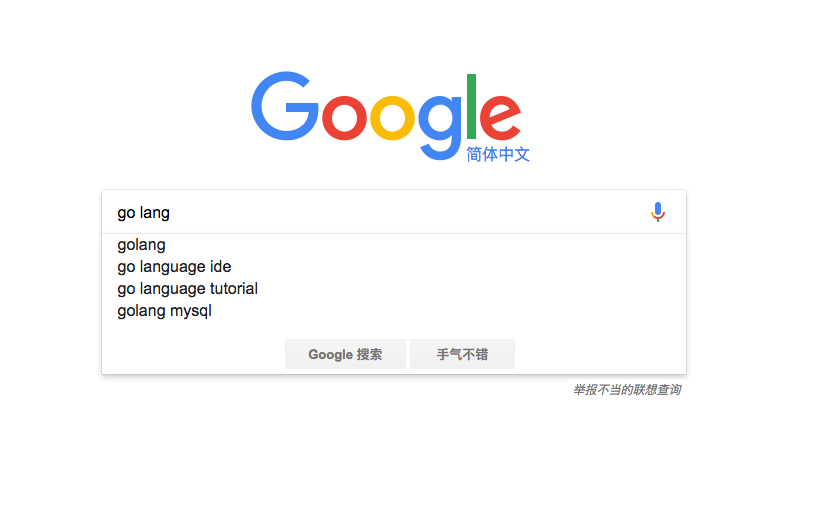 Google
简体中文
go lang
golang
go language ide
go language tutorial
golang mysql
Google 搜索
手气不错
举报不当的联想查询